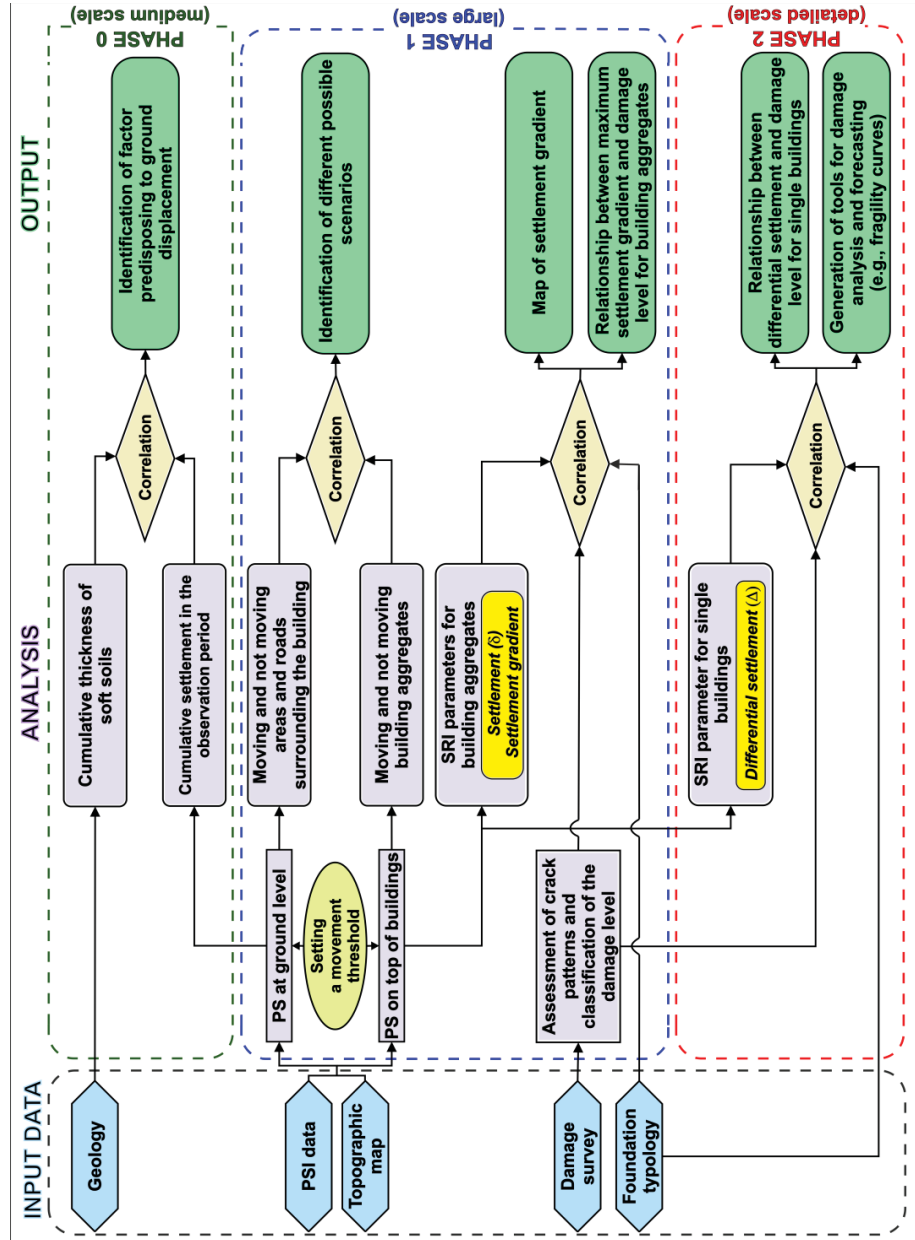 INPUT DATA
ANALYSIS
OUTPUT
Geology
PSI data
Topographic
map
Damage
survey
Foundation
typology
PHASE 0
(medium scale)
Cumulative thickness of
soft soils
Cumulative settlement in the
observation period
Correlation
Identification of factor
predisposing to ground
displacement
PHASE 1
(large scale)
PS at ground level
Setting
a movement
threshold
PS on top of buildings
Moving and not moving
areas and roads
surrounding the building
Moving and not moving
building aggregates
Correlation
Identification of different possible
scenarios
SRI parameters for
building aggregates
Settlement (δ)
Settlement gradient
Assessment of crack
patterns and
classification of the
damage level
Correlation
Map of settlement gradient
Relationship between maximum
settlement gradient and damage
level for building aggregates
PHASE 2
(detailed scale)
SRI parameter for single
buildings
Differential settlement (Δ)
Correlation
Relationship between
differential settlement and damage
level for single buildings
Generation of tools for damage
analysis and forecasting
(e.g., fragility curves)